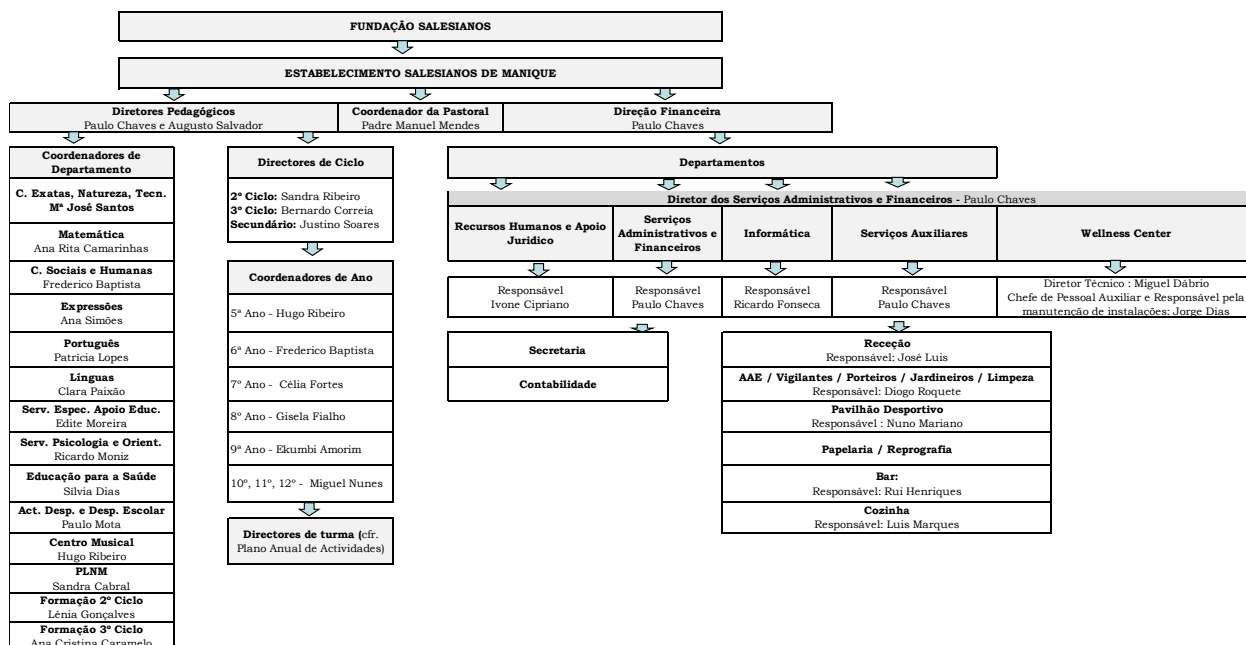 FUNDAÇÃO SALESIANOS
ESTABELECIMENTO SALESIANOS DE MANIQUE
Diretores Pedagógicos
Paulo Chaves e Augusto Salvador
Coordenador da Pastoral
Padre Manuel Mendes
Direção Financeira
Paulo Chaves
Coordenadores de
Departamento
C. Exatas, Natureza, Tecn.
Mª José Santos
Matemática
Ana Rita Camarinhas
C. Sociais e Humanas
Frederico Baptista
Expressões
Ana Simões
Português
Patricia Lopes
Línguas
Clara Paixão
Serv. Espec. Apoio Educ.
Edite Moreira
Serv. Psicologia e Orient.
Ricardo Moniz
Educação para a Saúde
Silvia Dias
Act. Desp. e Desp. Escolar
Paulo Mota
Centro Musical
Hugo Ribeiro
PLNM
Sandra Cabral
Formação 2º Ciclo
Lénia Gonçalves
Formação 3º Ciclo
Ana Cristina Caramelo
Directores de Ciclo
2º Ciclo: Sandra Ribeiro
3º Ciclo: Bernardo Correia
Secundário: Justino Soares
Coordenadores de Ano
5ª Ano - Hugo Ribeiro
6ª Ano - Frederico Baptista
7º Ano - Célia Fortes
8º Ano - Gisela Fialho
9ª Ano - Ekumbi Amorim
10º, 11º, 12º - Miguel Nunes
Directores de turma (cfr.
Plano Anual de Actividades)
Departamentos
Diretor dos Serviços Administrativos e Financeiros - Paulo Chaves
Recursos Humanos e Apoio
Juridico
Serviços
Administrativos e
Financeiros
Informática
Serviços Auxiliares
Wellness Center
Responsável
Ivone Cipriano
Responsável
Paulo Chaves
Responsável
Ricardo Fonseca
Responsável
Paulo Chaves
Diretor Técnico : Miguel Dábrio
Chefe de Pessoal Auxiliar e Responsável pela
manutenção de instalações: Jorge Dias
Secretaria
Contabilidade
Receção
Responsável: José Luis
AAE / Vigilantes / Porteiros / Jardineiros / Limpeza
Responsável: Diogo Roquete
Pavilhão Desportivo
Responsável : Nuno Mariano
Papelaria / Reprografia
Bar:
Responsável: Rui Henriques
Cozinha
Responsável: Luis Marques